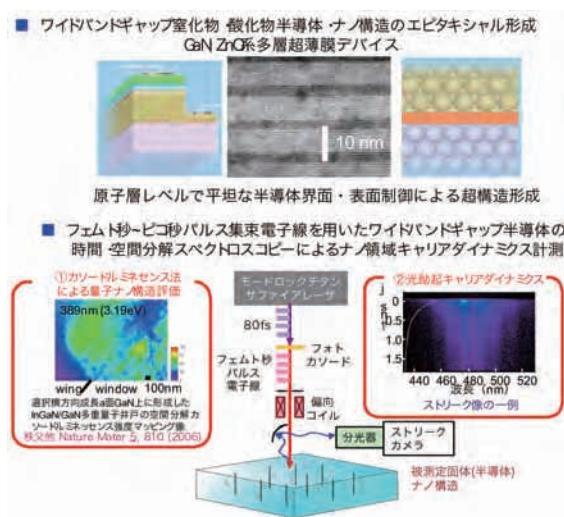 ■ ワイドバンドギャップ窒化物・酸化物半導体・ナノ構造のエピタキシャル形成
GaN, ZnO系多層超薄膜デバイス
10 nm
原子層レベルで平坦な半導体界面・表面制御による超構造形成
■ フェムト秒~ピコ秒パルス集束電子線を用いたワイドバンドギャップ半導体の
時間・空間分解スペクトロスコピーによるナノ領域キャリアダイナミクス計測
①カソードルミネセンス法
による量子ナノ構造評価
389nm (3.19eV)
wing window 100nm
選択横方向成長a面GaN上に形成した
InGaN/GaN多重量子井戸の空間分解カ
ソードルミネッセンス強度マッピング像
秩父他 Nature Mater 5, 810 (2006)
モードロックチタン
サファイアレーザ
80fs
フォト
カソード
フェムト秒
パルス
電子線
偏向
コイル
分光器
ストリーク
カメラ
被測定固体(半導体)
ナノ構造
②光励起キャリアダイナミクス
0
0.5
1.0
1.5
440 460 480 500 520
波長 (nm)
ストリーク像の一例